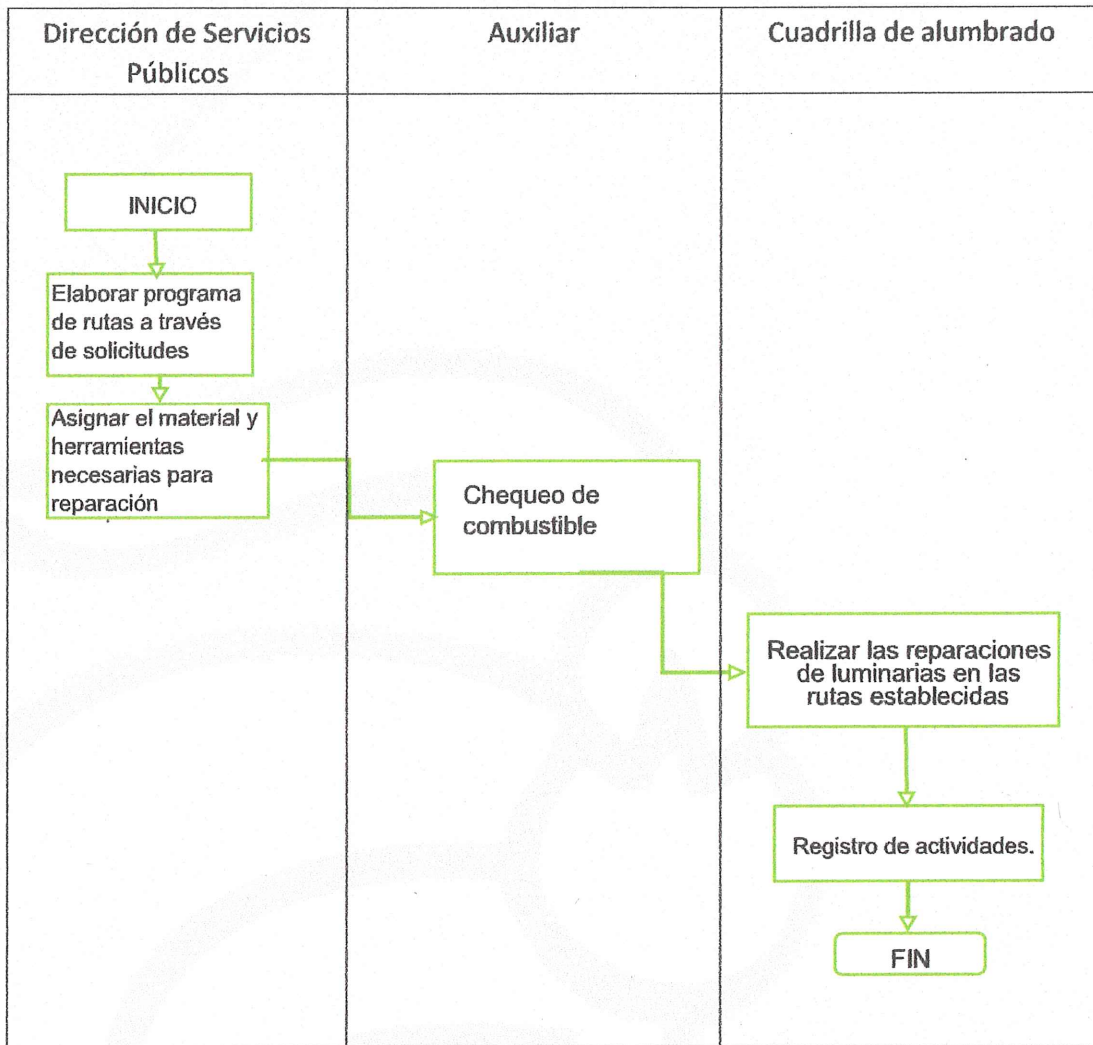 Dirección de Servicios
Públicos
Auxiliar
Cuadrilla de alumbrado
INICIO
Elaborar programa
de rutas a través
de solicitudes
Asignar el material y
herramientas
necesarias para
reparación
Chequeo de
combustible
Realizar las reparaciones
de luminarias en las
rutas establecidas
Registro de actividades.
FIN